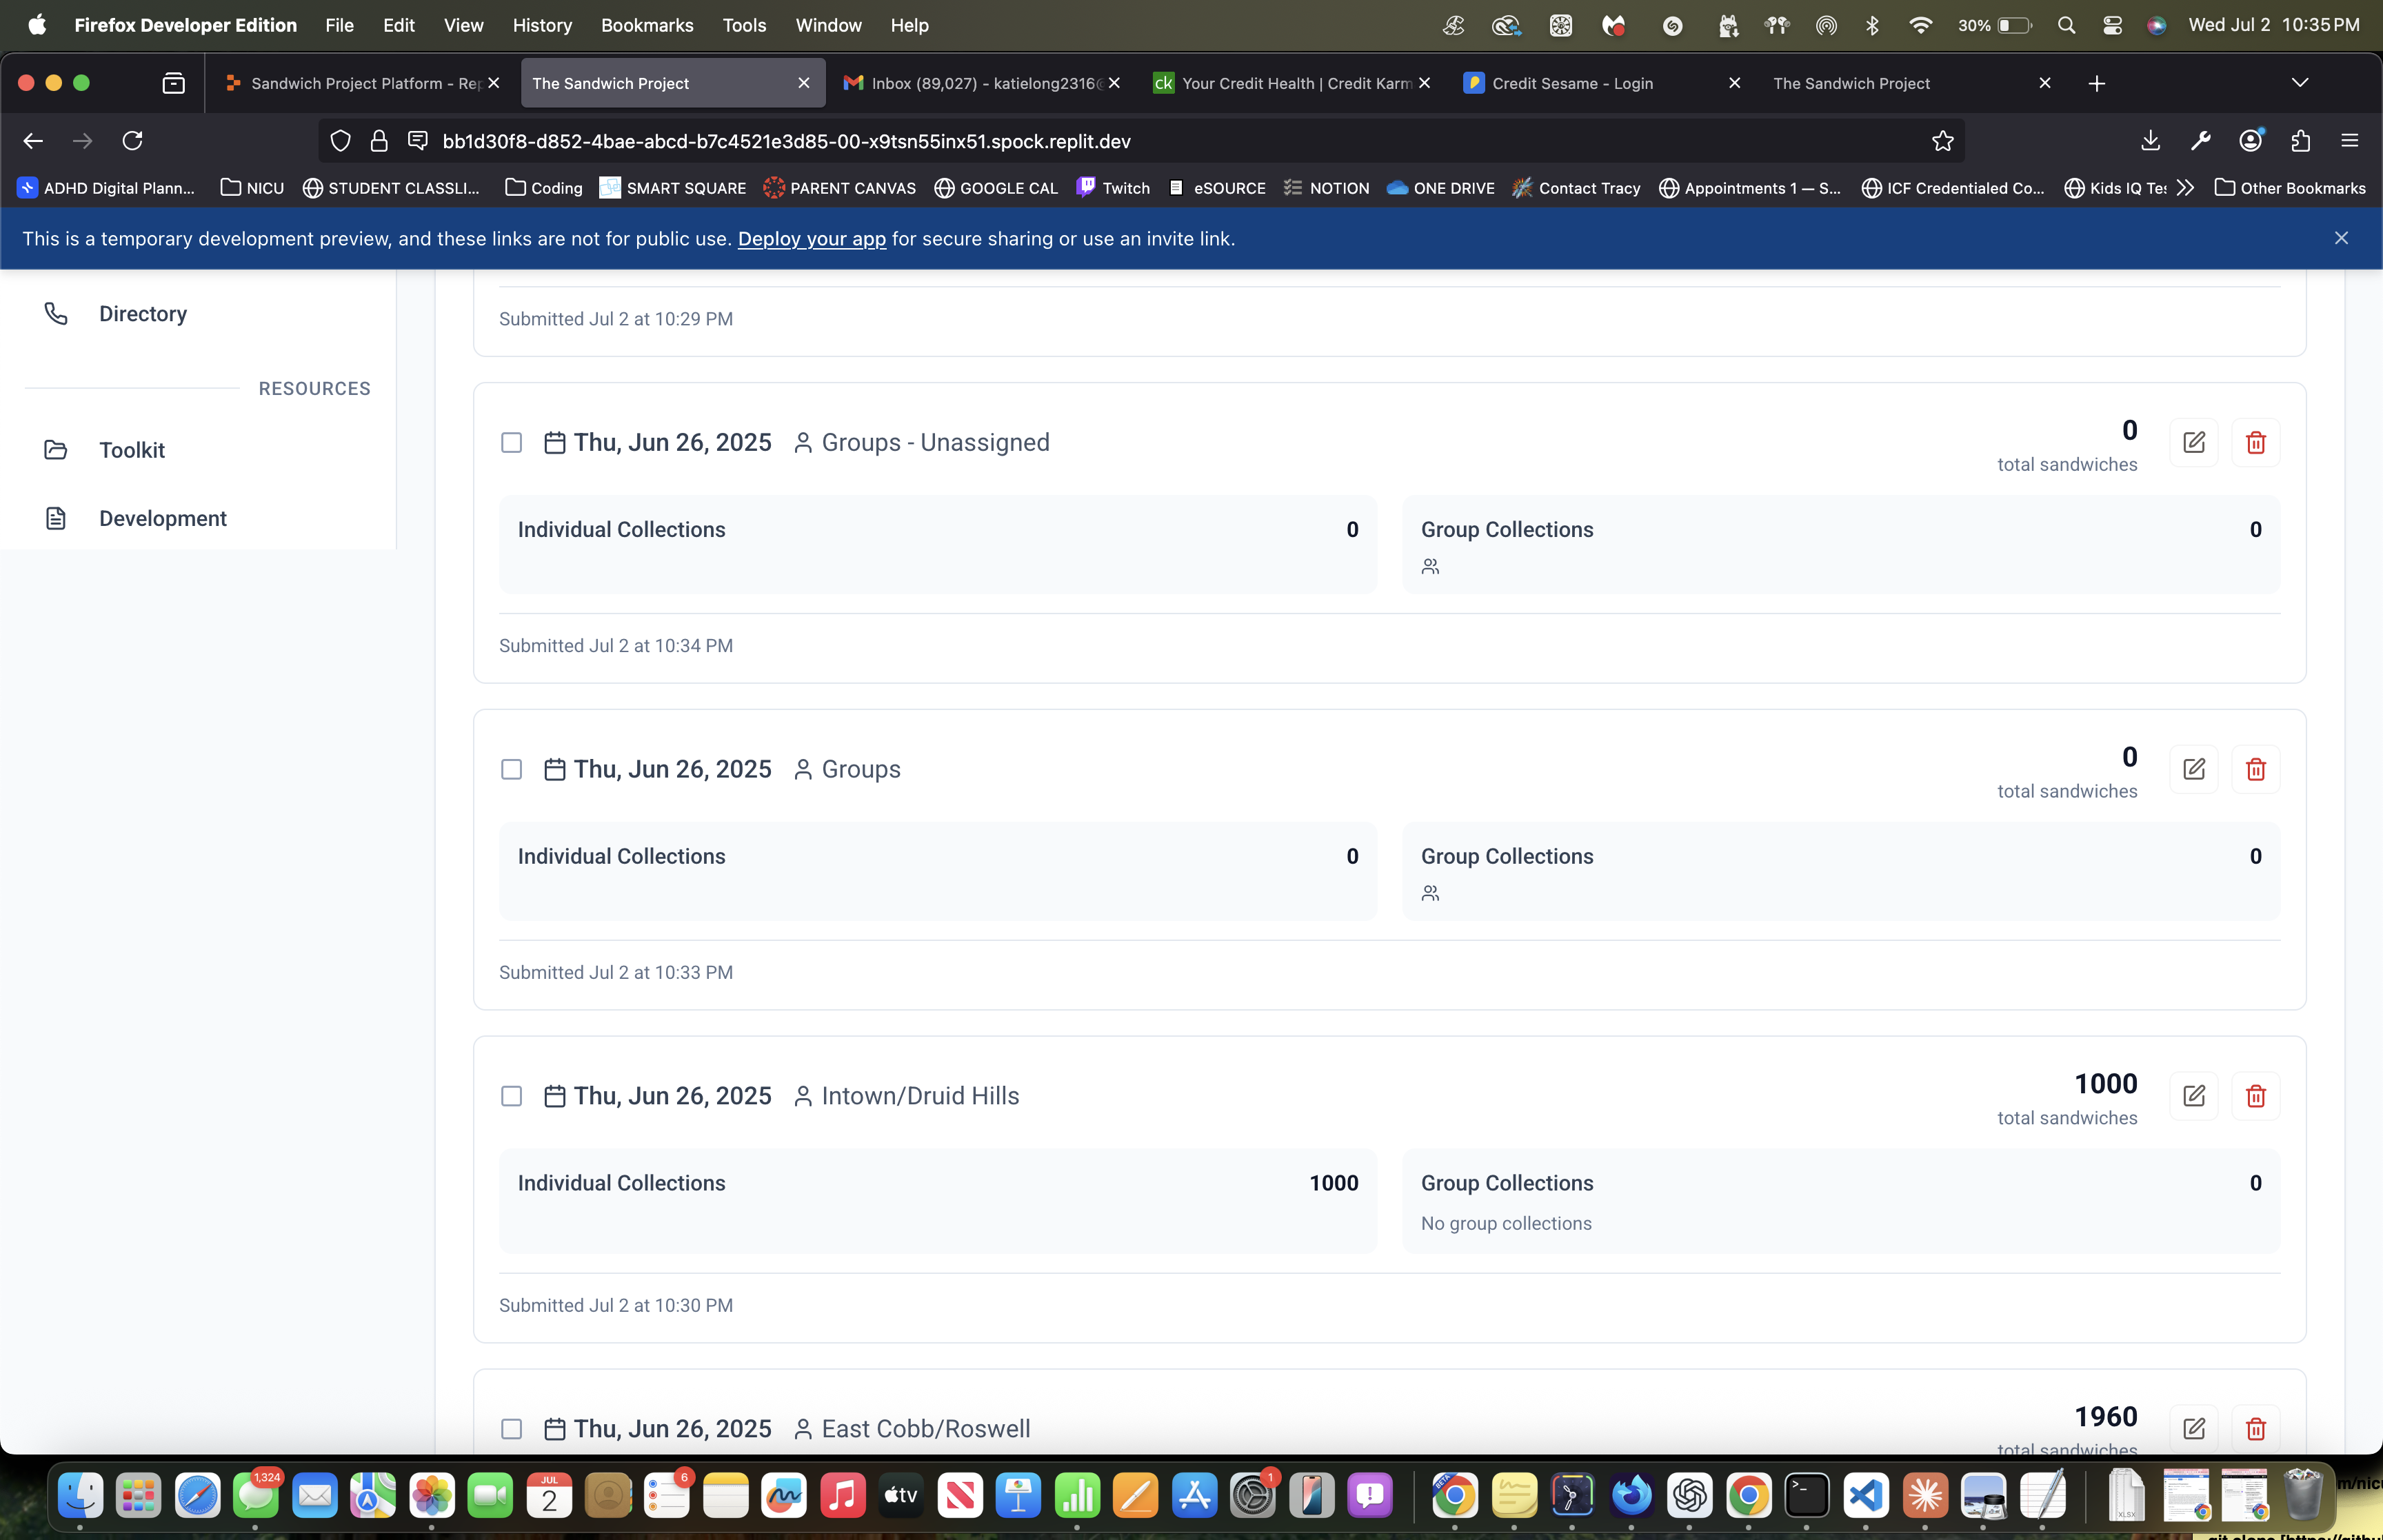 Firefox Developer Edition File Edit View History Bookmarks Tools Window Help 30% Wed Jul 2 10:35 PM
Sandwich Project Platform - Rep The Sandwich Project Inbox (89,027) - katielong2316@ Your Credit Health | Credit Karm Credit Sesame - Login The Sandwich Project
bb1d30f8-d852-4bae-abcd-b7c4521e3d85-00-x9tsn55inx51.spock.replit.dev
ADHD Digital Plann... NICU STUDENT CLASSLI... Coding SMART SQUARE PARENT CANVAS GOOGLE CAL Twitch eSOURCE NOTION ONE DRIVE Contact Tracy Appointments 1 — S... ICF Credentialed Co... Kids IQ Tes Other Bookmarks
This is a temporary development preview, and these links are not for public use. Deploy your app for secure sharing or use an invite link.
Directory
RESOURCES
Toolkit
Development
Submitted Jul 2 at 10:29 PM
Thu, Jun 26, 2025 Groups - Unassigned
0
total sandwiches
Individual Collections 0
Group Collections 0
Submitted Jul 2 at 10:34 PM
Thu, Jun 26, 2025 Groups
0
total sandwiches
Individual Collections 0
Group Collections 0
Submitted Jul 2 at 10:33 PM
Thu, Jun 26, 2025 Intown/Druid Hills
1000
total sandwiches
Individual Collections 1000
Group Collections 0
No group collections
Submitted Jul 2 at 10:30 PM
Thu, Jun 26, 2025 East Cobb/Roswell
1960
total sandwiches
1,324 JUL 2 6 tv 1 BETA XLSX
m/nicu